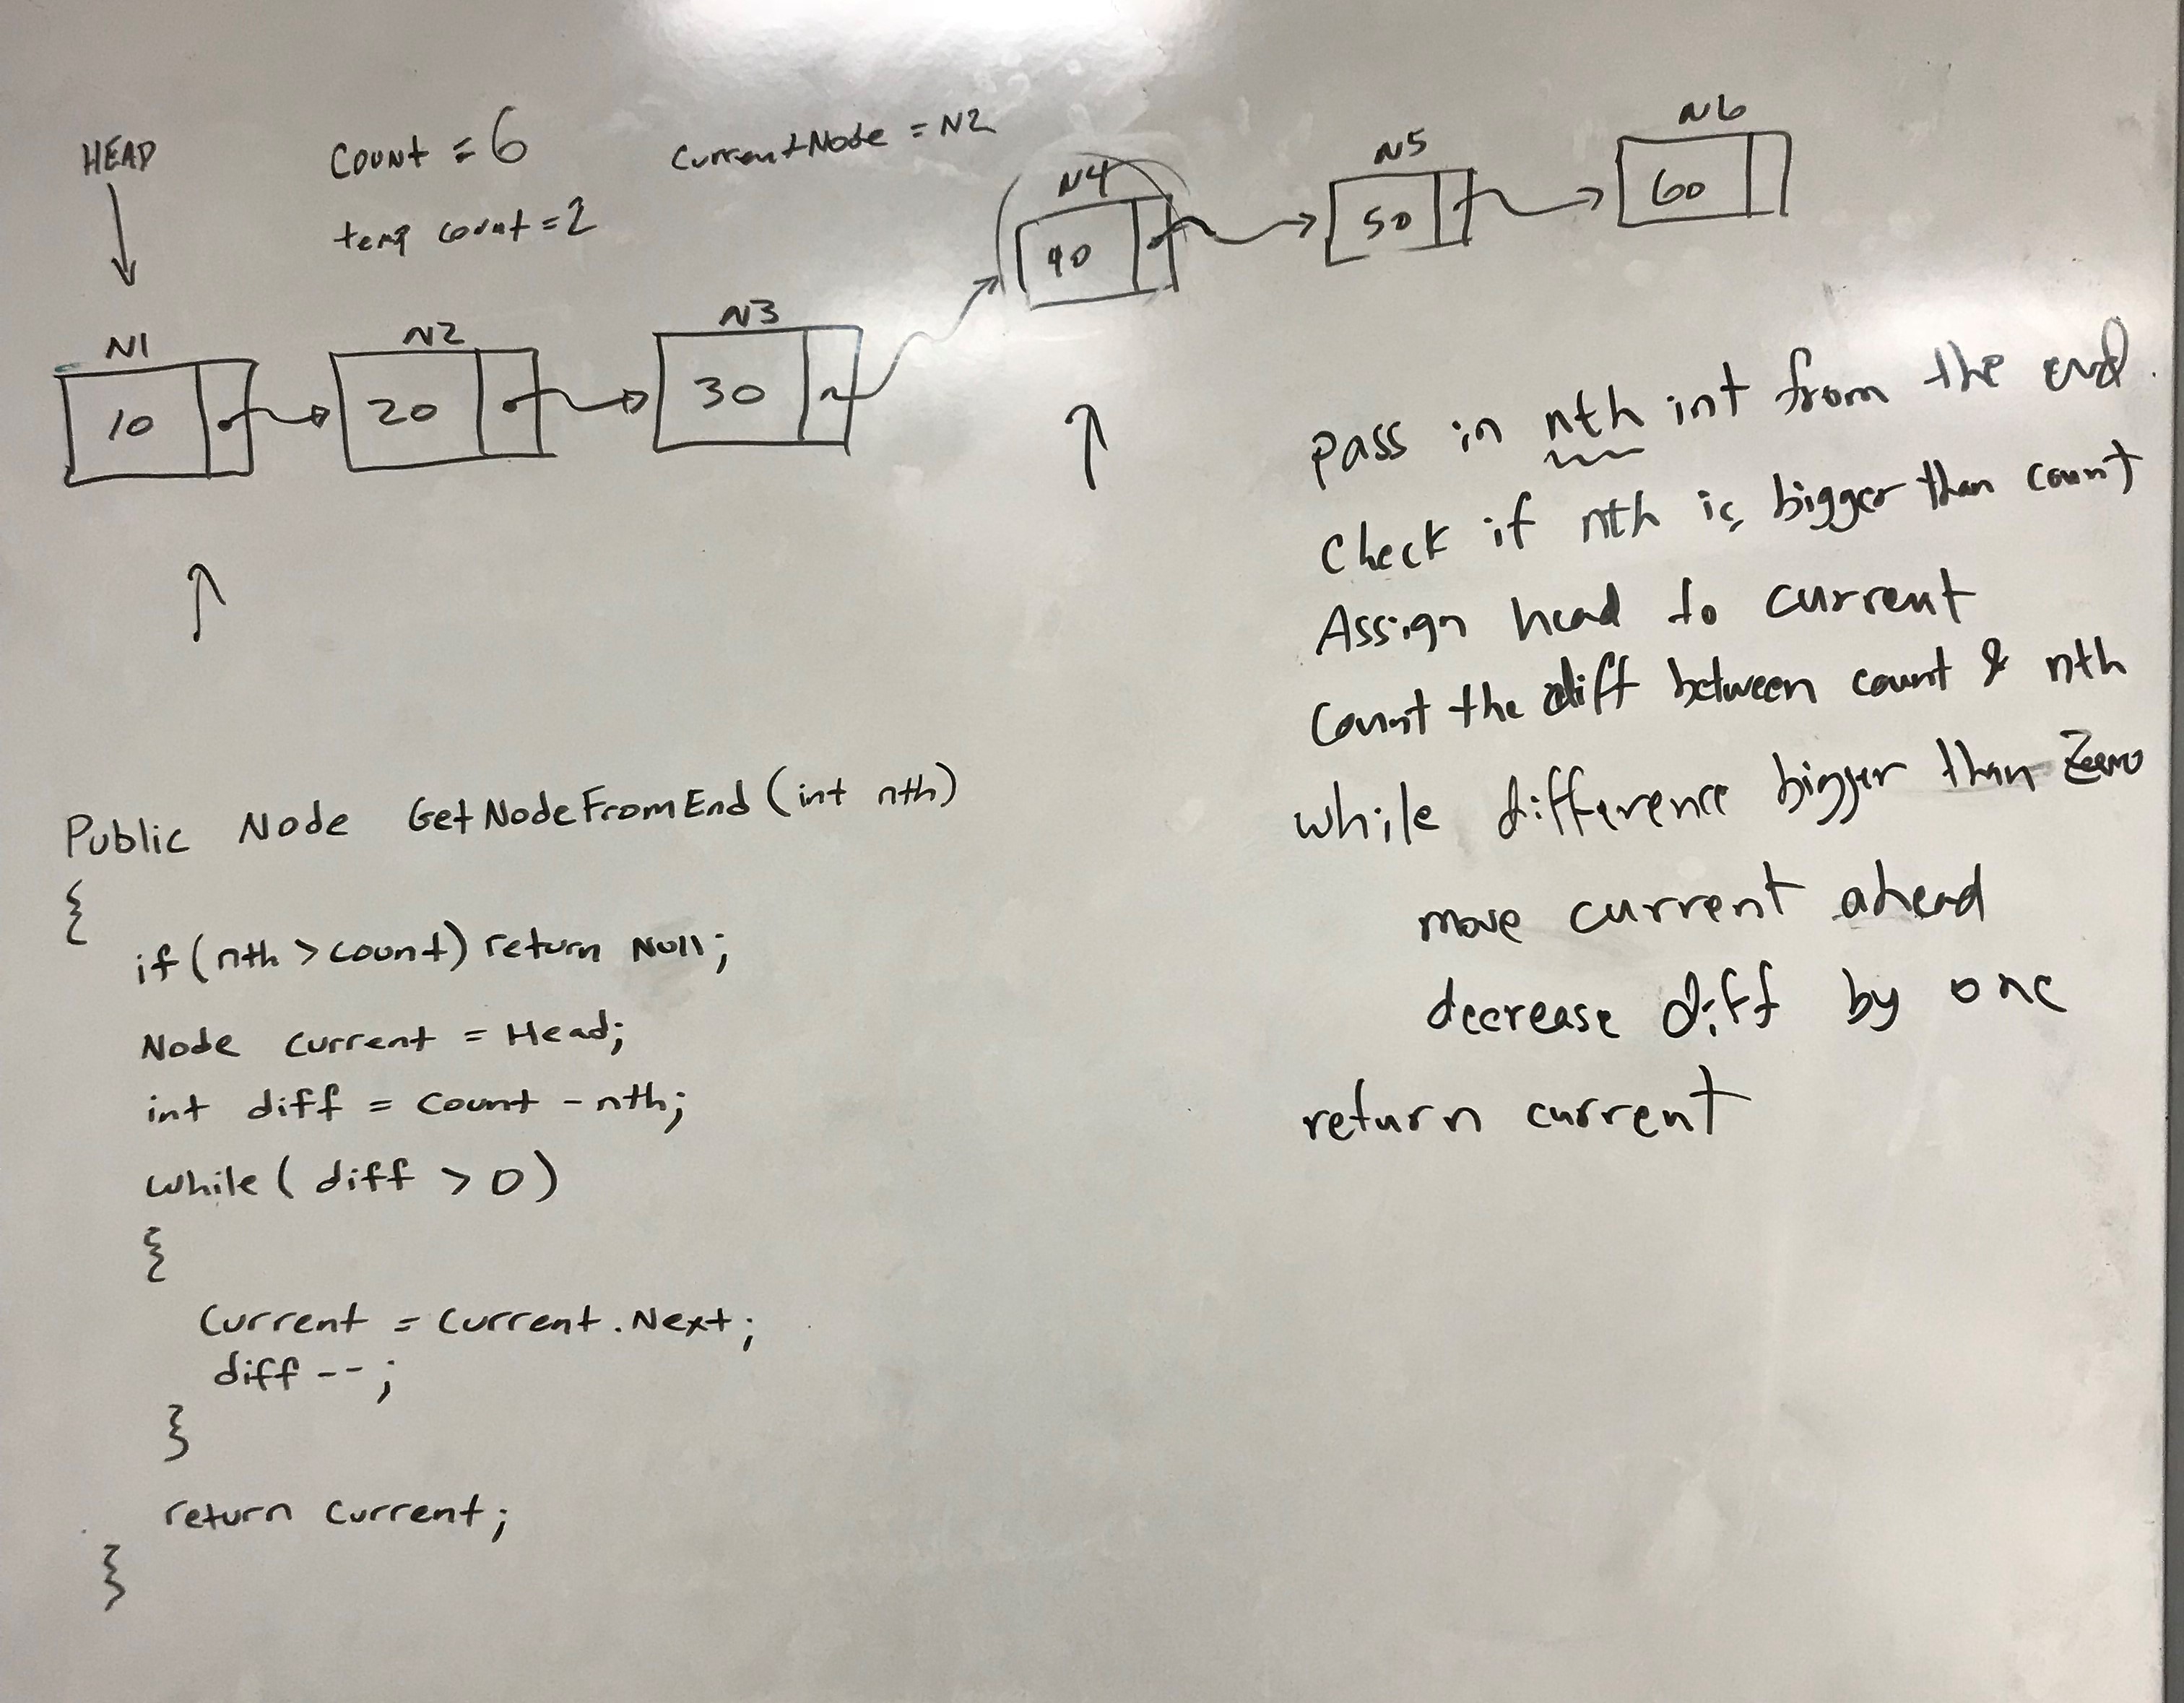 HEAD
Count = 6
CurrentNode = N2
temp count = 2
N1
10
N2
20
N3
30
N4
40
N5
50
N6
60
pass in nth int from the end.
Check if nth is bigger than count
Assign head to current
Count the diff between count & nth
while difference bigger than Zero
move current ahead
decrease diff by one
return current
Public Node GetNodeFromEnd (int nth)
{
if (nth > count) return Null;
Node current = Head;
int diff = count - nth;
while ( diff > 0 )
{
Current = Current.Next;
diff --;
}
return Current;
}